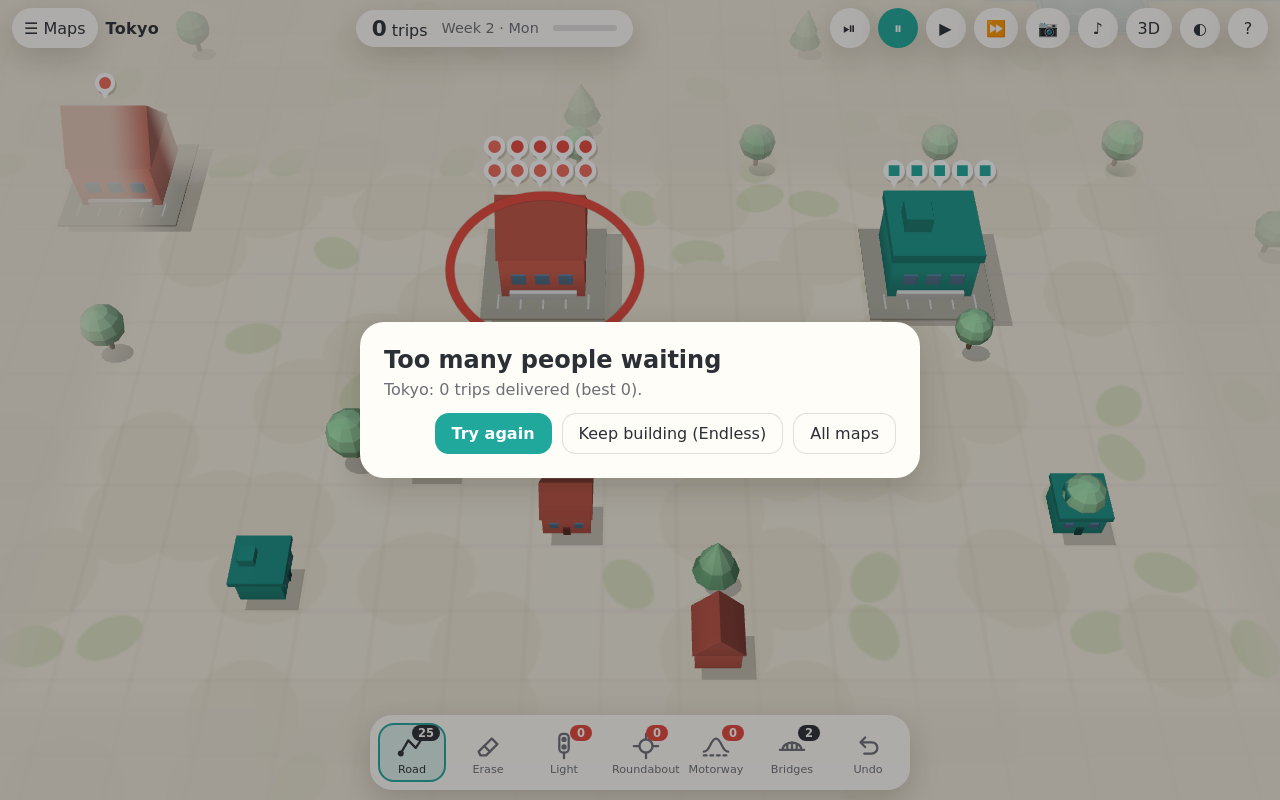 ☰ Maps
Tokyo
0 trips Week 2 · Mon
3D
?
Too many people waiting
Tokyo: 0 trips delivered (best 0).
Try again
Keep building (Endless)
All maps
25
0
0
0
2
Road
Erase
Light
Roundabout
Motorway
Bridges
Undo